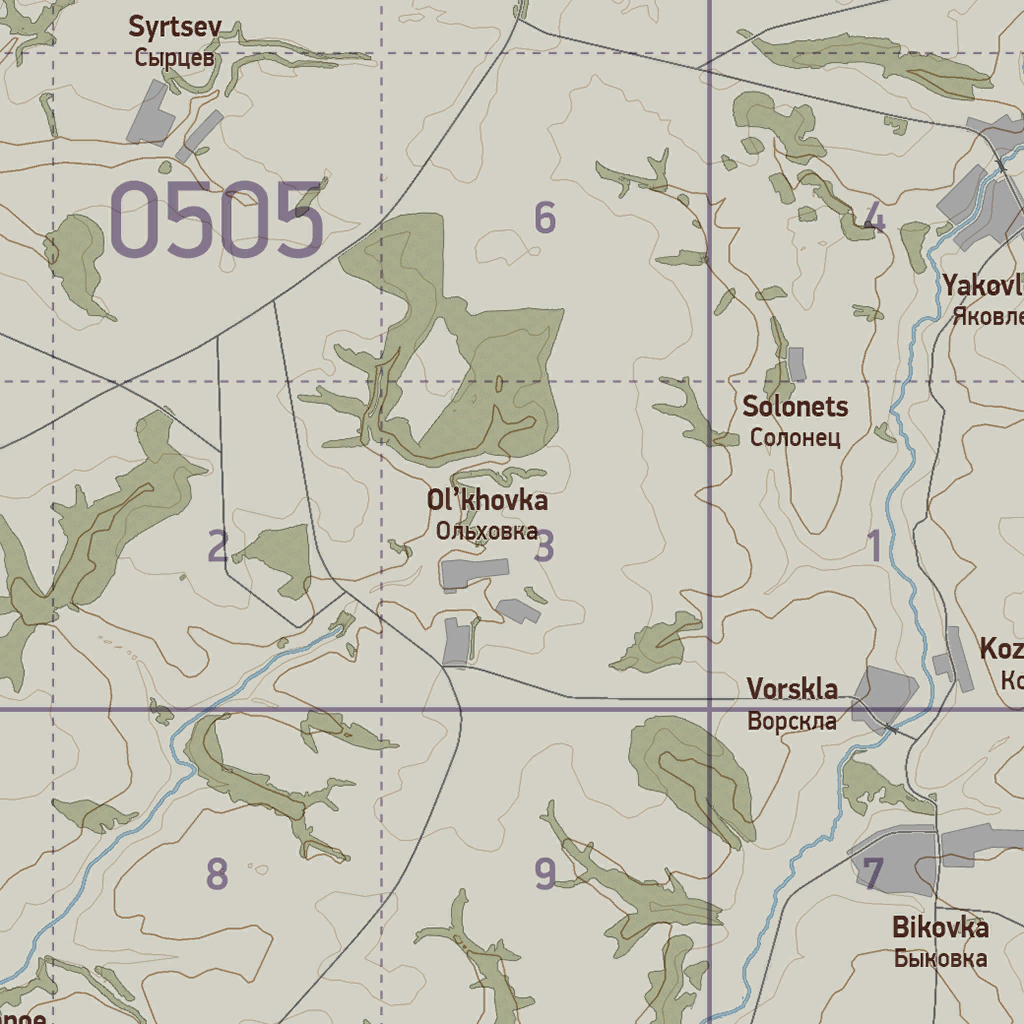 Syrtsev
Сырцев
0505
6
4
Yakovl
Яковле
Solonets
Солонец
Ol'khovka
Ольховка
2
3
1
Koz
Ко
Vorskla
Ворскла
8
9
7
Bikovka
Быковка